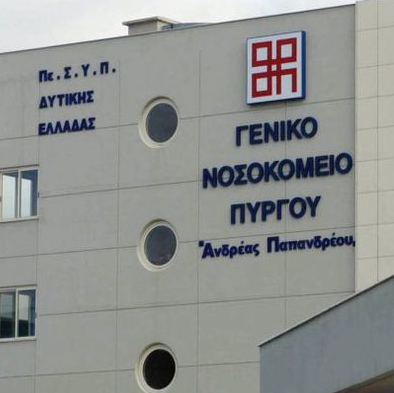 Πε.Σ.Υ.Π.
ΔΥΤΙΚΗΣ
ΕΛΛΑΔΑΣ
ΓΕΝΙΚΟ
ΝΟΣΟΚΟΜΕΙΟ
ΠΥΡΓΟΥ
"Ανδρέας Παπανδρέου,,